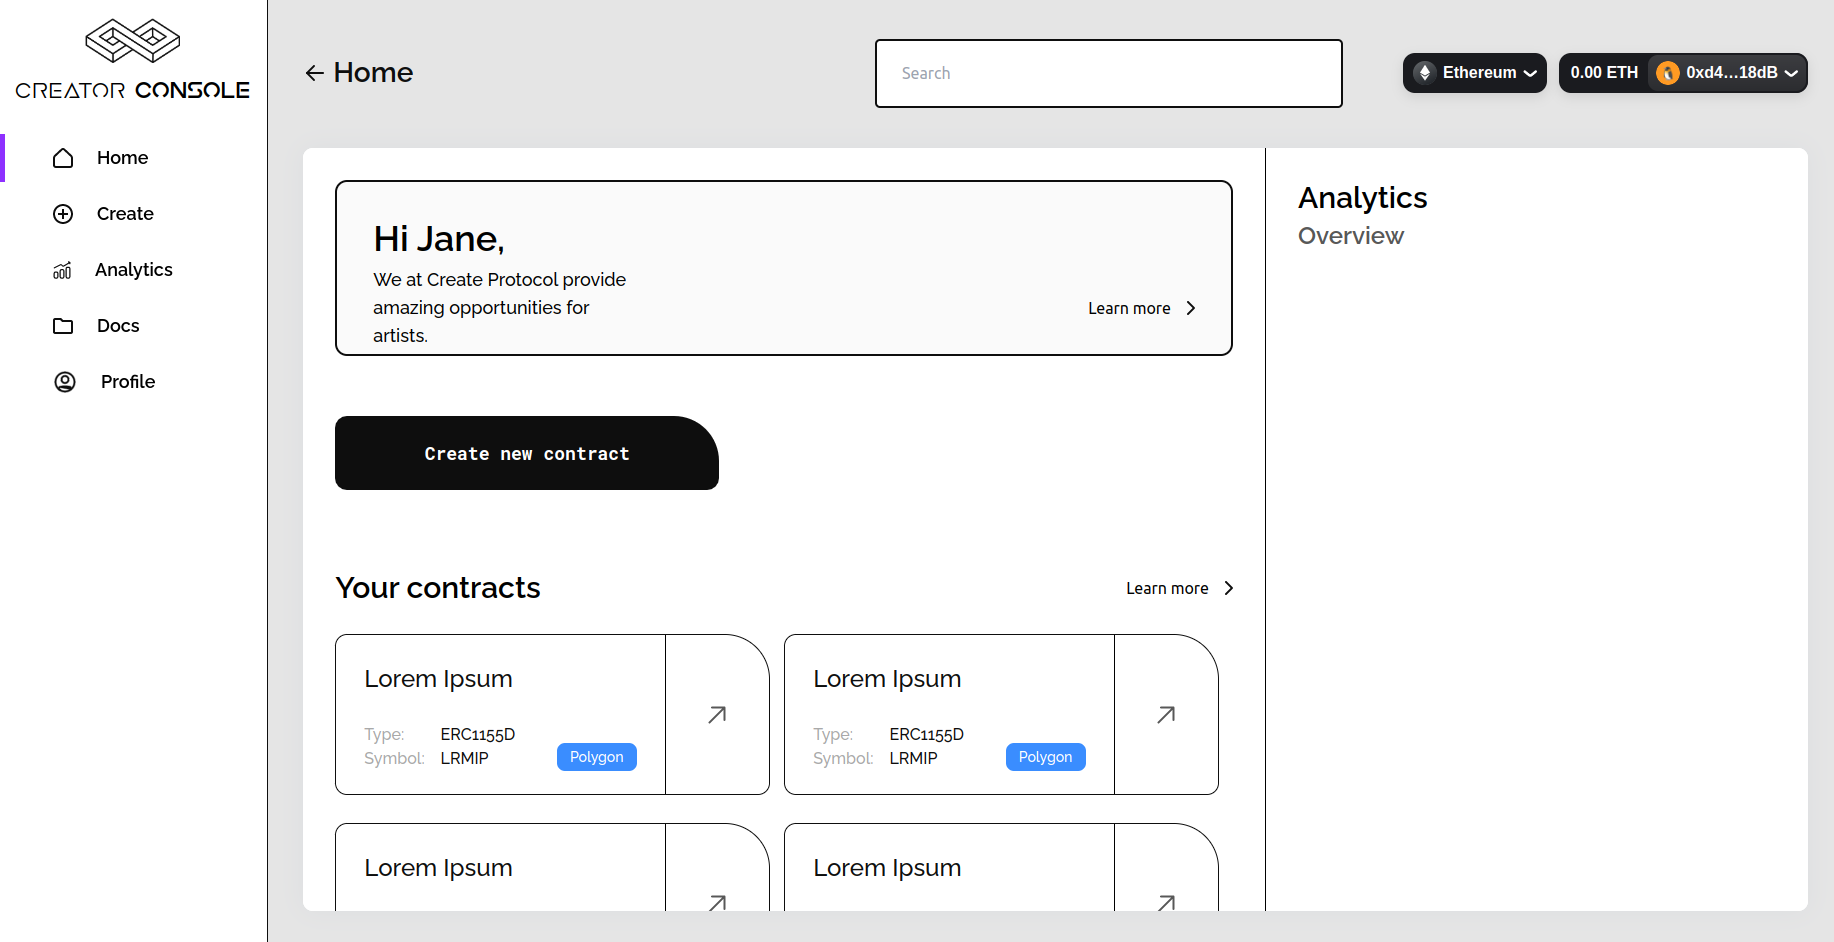 CREATOR CONSOLE
Home
Create
Analytics
Docs
Profile
Home
Search
Ethereum
0.00 ETH
0xd4...18dB
Hi Jane,
We at Create Protocol provide
amazing opportunities for
artists.
Learn more
Create new contract
Your contracts
Learn more
Lorem Ipsum
Type: ERC1155D
Symbol: LRMIP
Polygon
Lorem Ipsum
Type: ERC1155D
Symbol: LRMIP
Polygon
Lorem Ipsum
Lorem Ipsum
Analytics
Overview